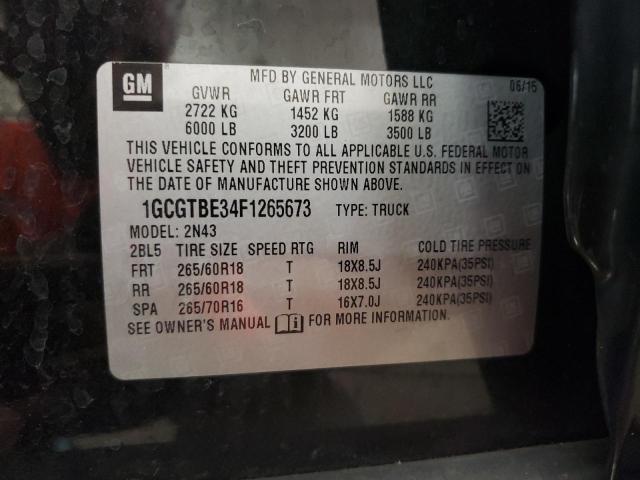 GM
MFD BY GENERAL MOTORS LLC 06/15
GVWR GAWR FRT GAWR RR
2722 KG 1452 KG 1588 KG
6000 LB 3200 LB 3500 LB
THIS VEHICLE CONFORMS TO ALL APPLICABLE U.S. FEDERAL MOTOR
VEHICLE SAFETY AND THEFT PREVENTION STANDARDS IN EFFECT ON
THE DATE OF MANUFACTURE SHOWN ABOVE.
1GCGTBE34F1265673 TYPE: TRUCK
MODEL: 2N43
2BL5 TIRE SIZE SPEED RTG RIM COLD TIRE PRESSURE
FRT 265/60R18 T 18X8.5J 240KPA(35PSI)
RR 265/60R18 T 18X8.5J 240KPA(35PSI)
SPA 265/70R16 T 16X7.0J 240KPA(35PSI)
SEE OWNER'S MANUAL FOR MORE INFORMATION.